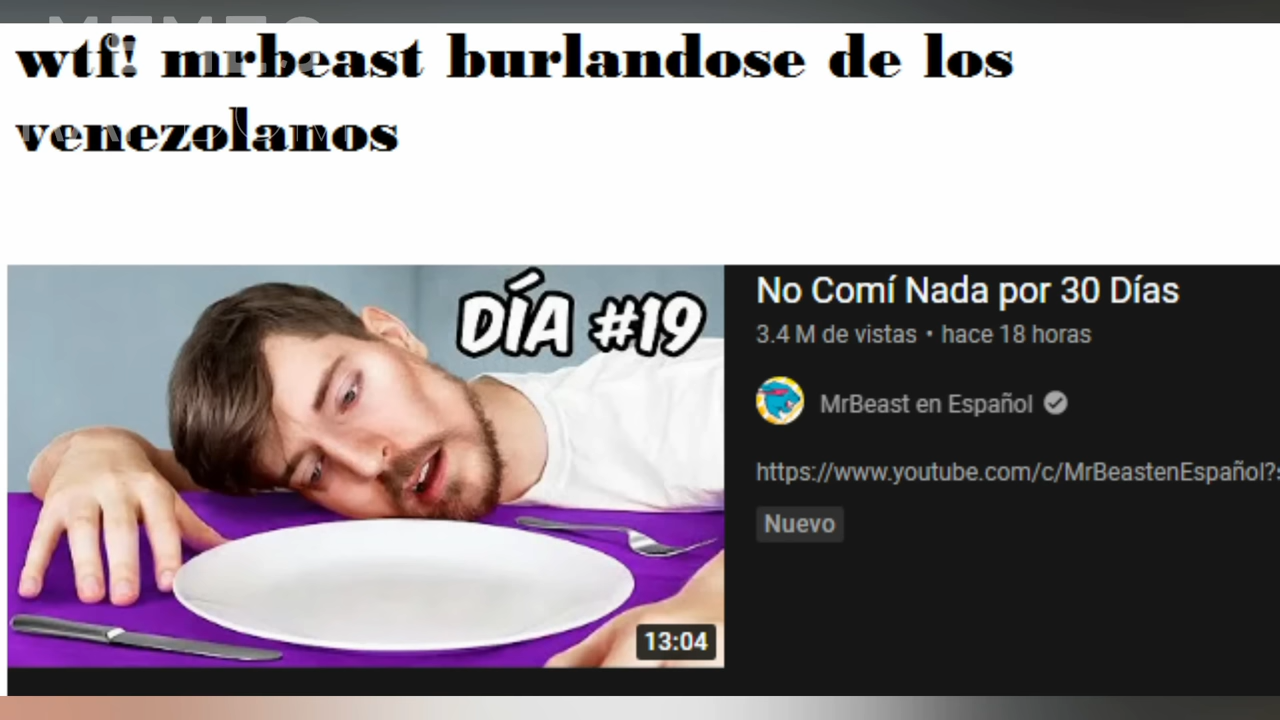 wtf! mrbeast burlandose de los
venezolanos
DÍA #19
13:04
No Comí Nada por 30 Días
3.4 M de vistas • hace 18 horas
MrBeast en Español
https://www.youtube.com/c/MrBeastenEspañol?s
Nuevo